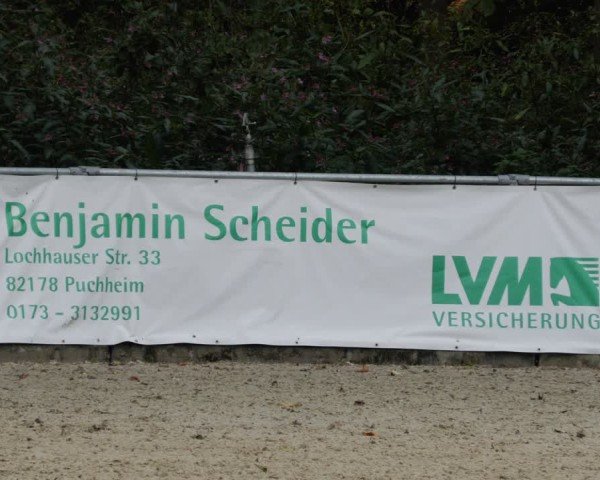 Benjamin Scheider
Lochhauser Str. 33
82178 Puchheim
0173 - 3132991
LVM
VERSICHERUNG